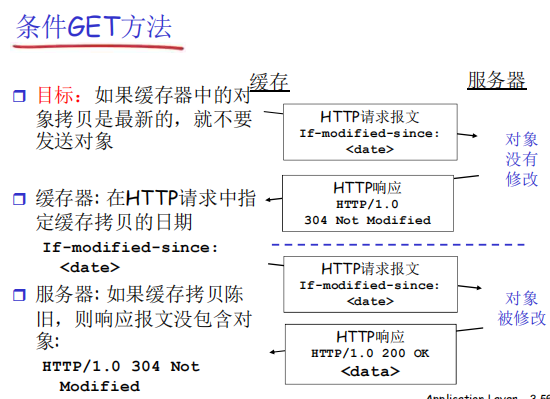 条件GET方法
缓存
服务器
目标：如果缓存器中的对
象拷贝是最新的，就不要
发送对象
缓存器: 在HTTP请求中指
定缓存拷贝的日期
If-modified-since:
<date>
服务器: 如果缓存拷贝陈
旧，则响应报文没包含对
象:
HTTP/1.0 304 Not
Modified
HTTP请求报文
If-modified-since:
<date>
对象
没有
修改
HTTP响应
HTTP/1.0
304 Not Modified
HTTP请求报文
If-modified-since:
<date>
对象
被修改
HTTP响应
HTTP/1.0 200 OK
<data>
Application Layer